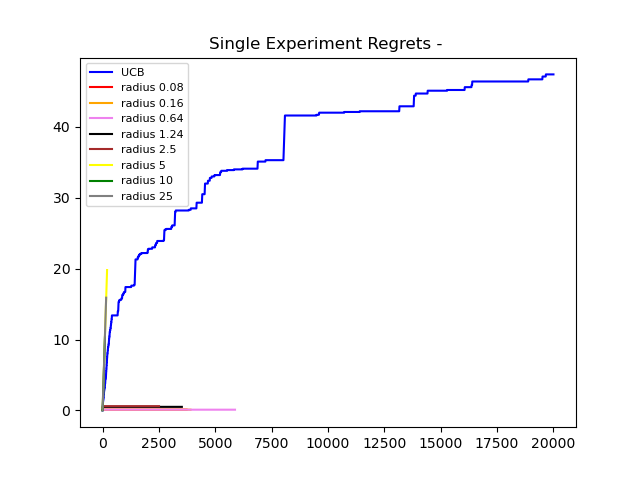 Single Experiment Regrets -
UCB
radius 0.08
radius 0.16
radius 0.64
radius 1.24
radius 2.5
radius 5
radius 10
radius 25
40
30
20
10
0
0 2500 5000 7500 10000 12500 15000 17500 20000